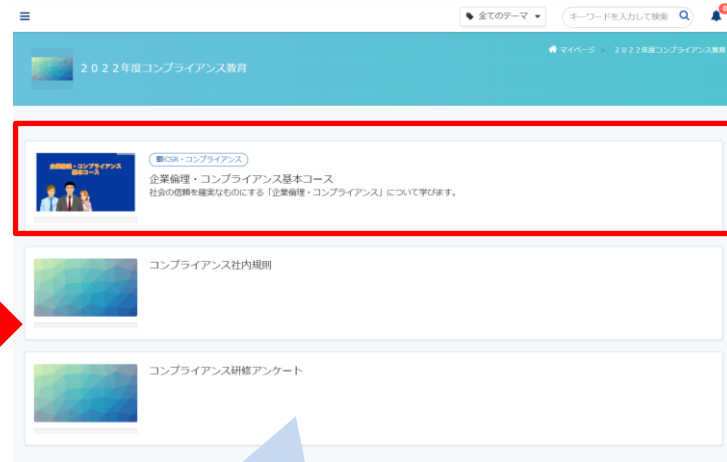 全てのテーマ
キーワードを入力して検索
２０２２年度コンプライアンス教育
マイページ > ２０２２年度コンプライアンス教育
企業倫理・コンプライアンス
基本コース
CSR・コンプライアンス
企業倫理・コンプライアンス基本コース
社会の信頼を確実なものにする「企業倫理・コンプライアンス」について学びます。
コンプライアンス社内規則
コンプライアンス研修アンケート